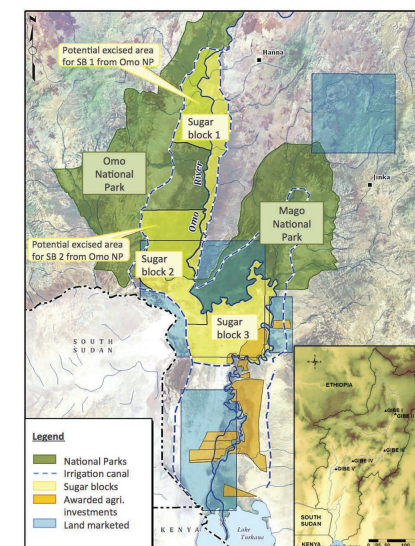 N
Potential excised area
for SB 1 from Omo NP
Hanna
Sugar
block 1
Omo
National
Park
Omo River
Jinka
Mago
National
Park
Potential excised area
for SB 2 from Omo NP
Sugar
block 2
Sugar
block 3
SOUTH
SUDAN
Legend
National Parks
Irrigation canal
Sugar blocks
Awarded agri.
investments
Land marketed
KENYA
Lake
Turkana
ETHIOPIA
GIBE I
GIBE II
GIBE III
GIBE IV
GIBE V
SOUTH
SUDAN
KENYA